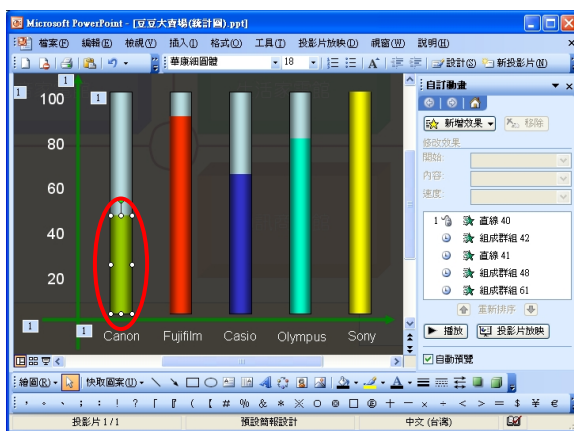 Microsoft PowerPoint - [豆豆大賣場(統計圖).ppt]
檔案(F) 編輯(E) 檢視(V) 插入(I) 格式(O) 工具(T) 投影片放映(D) 視窗(W) 說明(H)
華康細圓體 18 設計(S) 新投影片(N)
1
1 100 1
80
60
40
20
1 1
Canon Fujifilm Casio Olympus Sony
自訂動畫
新增效果 移除
修改效果
開始:
內容:
速度:
1 直線 40
組成群組 42
直線 41
組成群組 48
組成群組 61
重新排序
播放 投影片放映
自動預覽
繪圖(R) 快取圖案(U)
, 、 ; : ! ? 「 『 ( 【 # % & * ※ ○ ◎ □ ⊕ + − × ÷ < > = $ ¥ €
投影片 1 / 1 預設簡報設計 中文 (台灣)